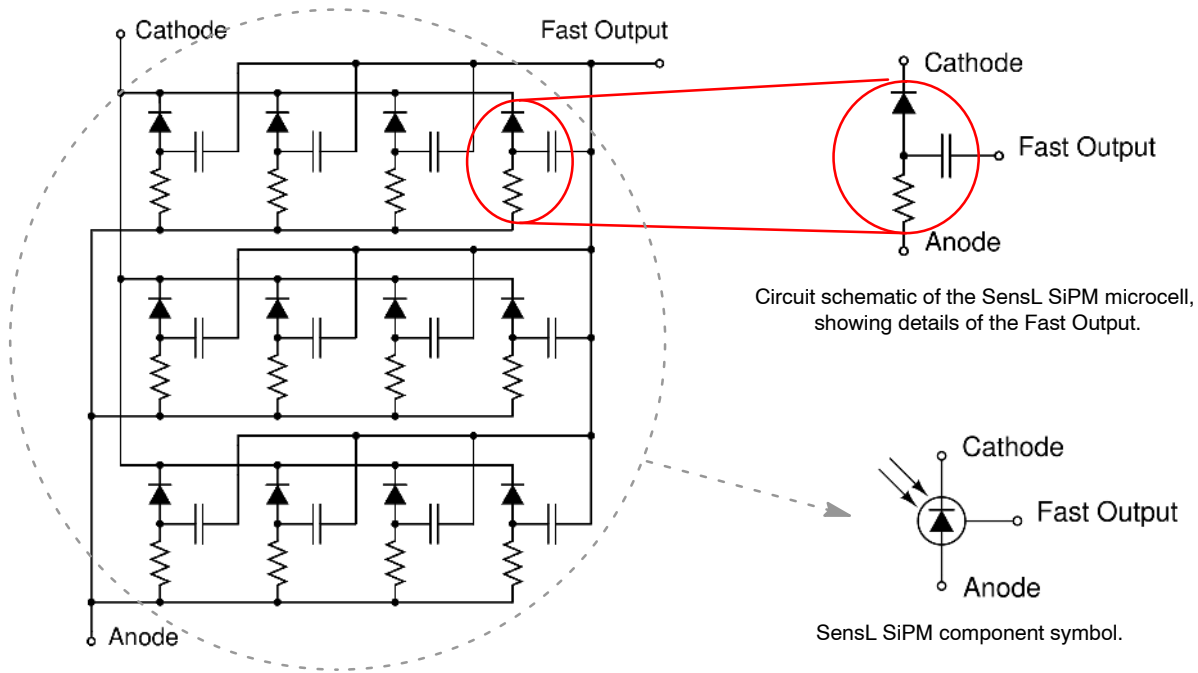 Cathode
Fast Output
Cathode
Fast Output
Anode
Circuit schematic of the SensL SiPM microcell,
showing details of the Fast Output.
Cathode
Fast Output
Anode
SensL SiPM component symbol.
Anode